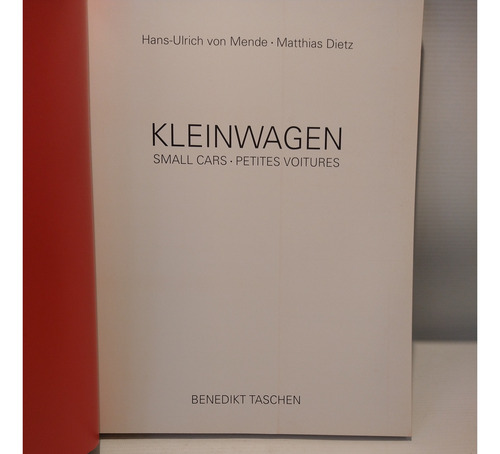 Hans-Ulrich von Mende · Matthias Dietz
KLEINWAGEN
SMALL CARS · PETITES VOITURES
BENEDIKT TASCHEN